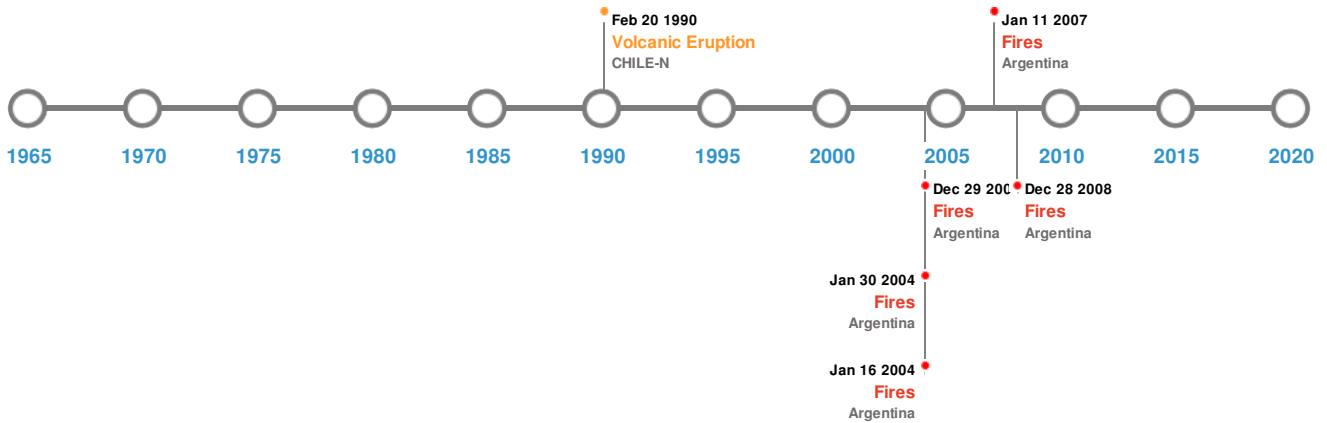 Feb 20 1990
Volcanic Eruption
CHILE-N
Jan 11 2007
Fires
Argentina
1965 1970 1975 1980 1985 1990 1995 2000 2005 2010 2015 2020
Dec 29
Fires
Argentina
Dec 28 2008
Fires
Argentina
Jan 30 2004
Fires
Argentina
Jan 16 2004
Fires
Argentina